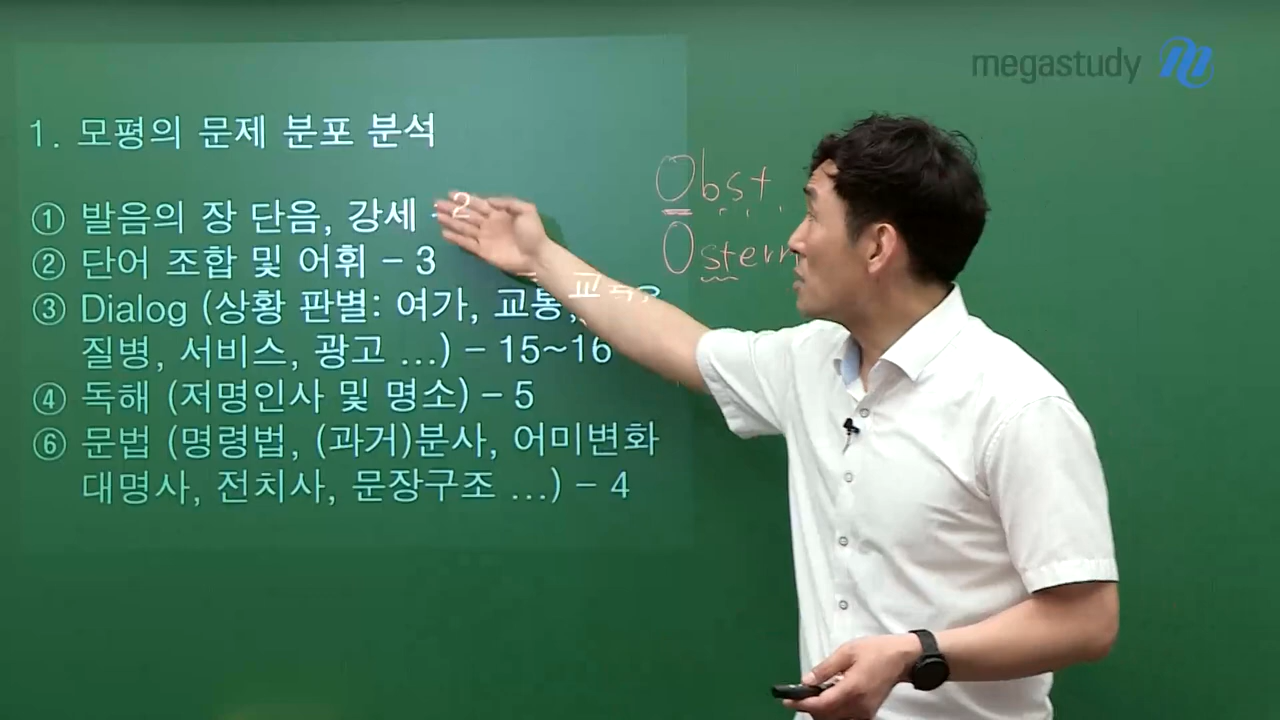 megastudy
1. 모평의 문제 분포 분석
① 발음의 장 단음, 강세 - 2
② 단어 조합 및 어휘 – 3
③ Dialog (상황 판별: 여가, 교통,
질병, 서비스, 광고 ...) – 15~16
④ 독해 (저명인사 및 명소) – 5
⑥ 문법 (명령법, (과거)분사, 어미변화
대명사, 전치사, 문장구조 ...) – 4
Obst
Ostern